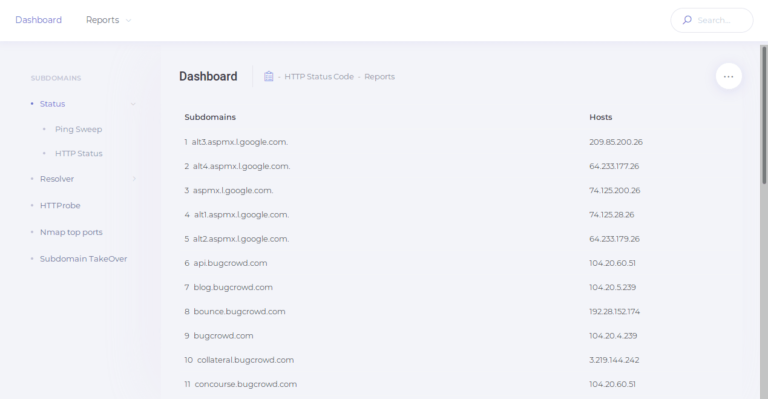 Dashboard Reports
Search...
SUBDOMAINS
Status
Ping Sweep
HTTP Status
Resolver
HTTProbe
Nmap top ports
Subdomain TakeOver
Dashboard - HTTP Status Code - Reports
Subdomains Hosts
1 alt3.aspmx.l.google.com. 209.85.200.26
2 alt4.aspmx.l.google.com. 64.233.177.26
3 aspmx.l.google.com. 74.125.200.26
4 alt1.aspmx.l.google.com. 74.125.28.26
5 alt2.aspmx.l.google.com. 64.233.179.26
6 api.bugcrowd.com 104.20.60.51
7 blog.bugcrowd.com 104.20.5.239
8 bounce.bugcrowd.com 192.28.152.174
9 bugcrowd.com 104.20.4.239
10 collateral.bugcrowd.com 3.219.144.242
11 concourse.bugcrowd.com 104.20.60.51